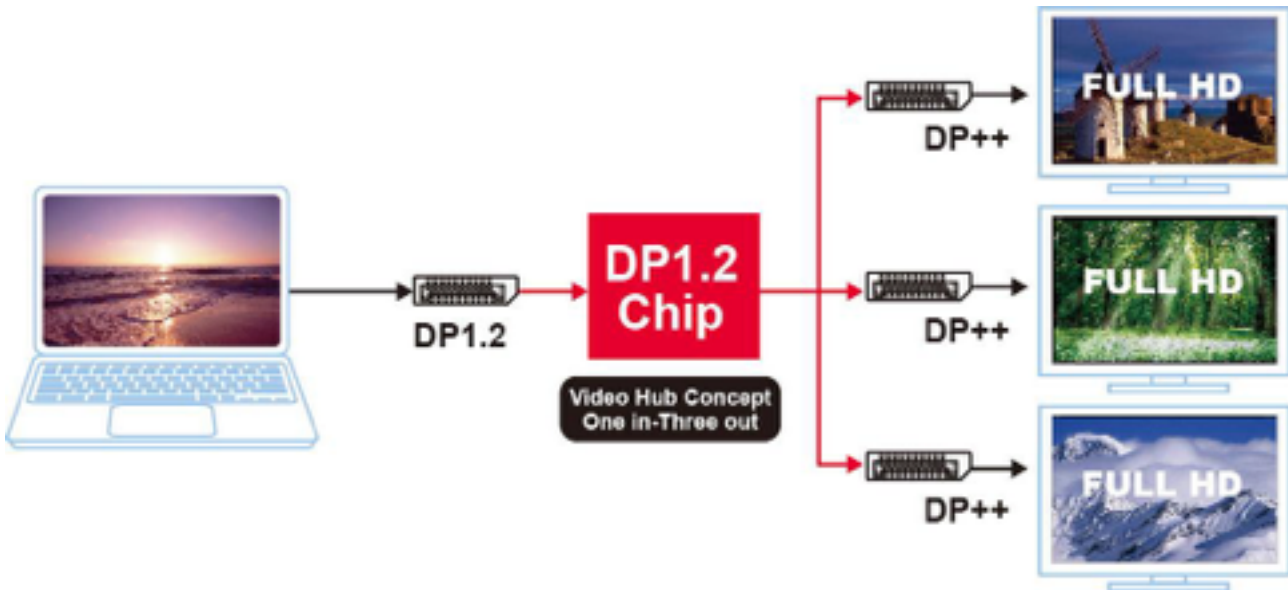 FULL HD
DP++
DP1.2
Chip
DP1.2
FULL HD
DP++
Video Hub Concept
One in-Three out
FULL HD
DP++